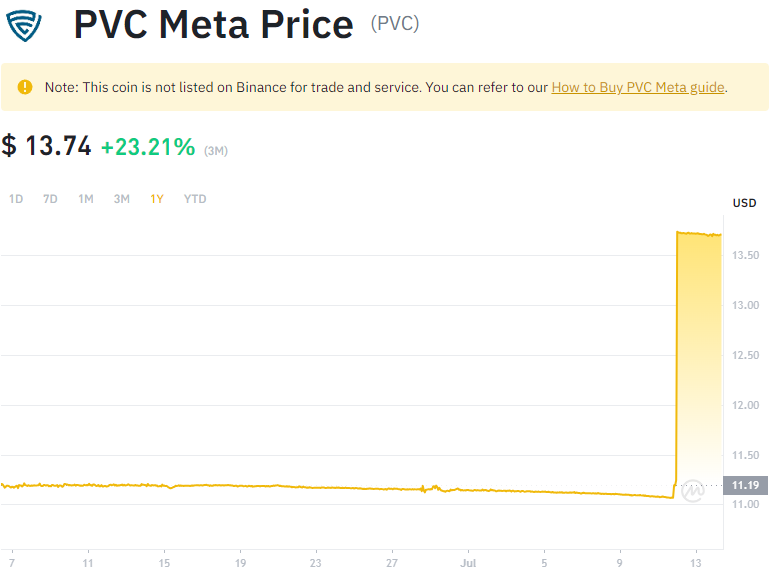 PVC Meta Price (PVC)
Note: This coin is not listed on Binance for trade and service. You can refer to our How to Buy PVC Meta guide.
$ 13.74 +23.21% (3M)
1D 7D 1M 3M 1Y YTD
USD
13.50
13.00
12.50
12.00
11.50
11.19
11.00
7 11 15 19 23 27 Jul 5 9 13